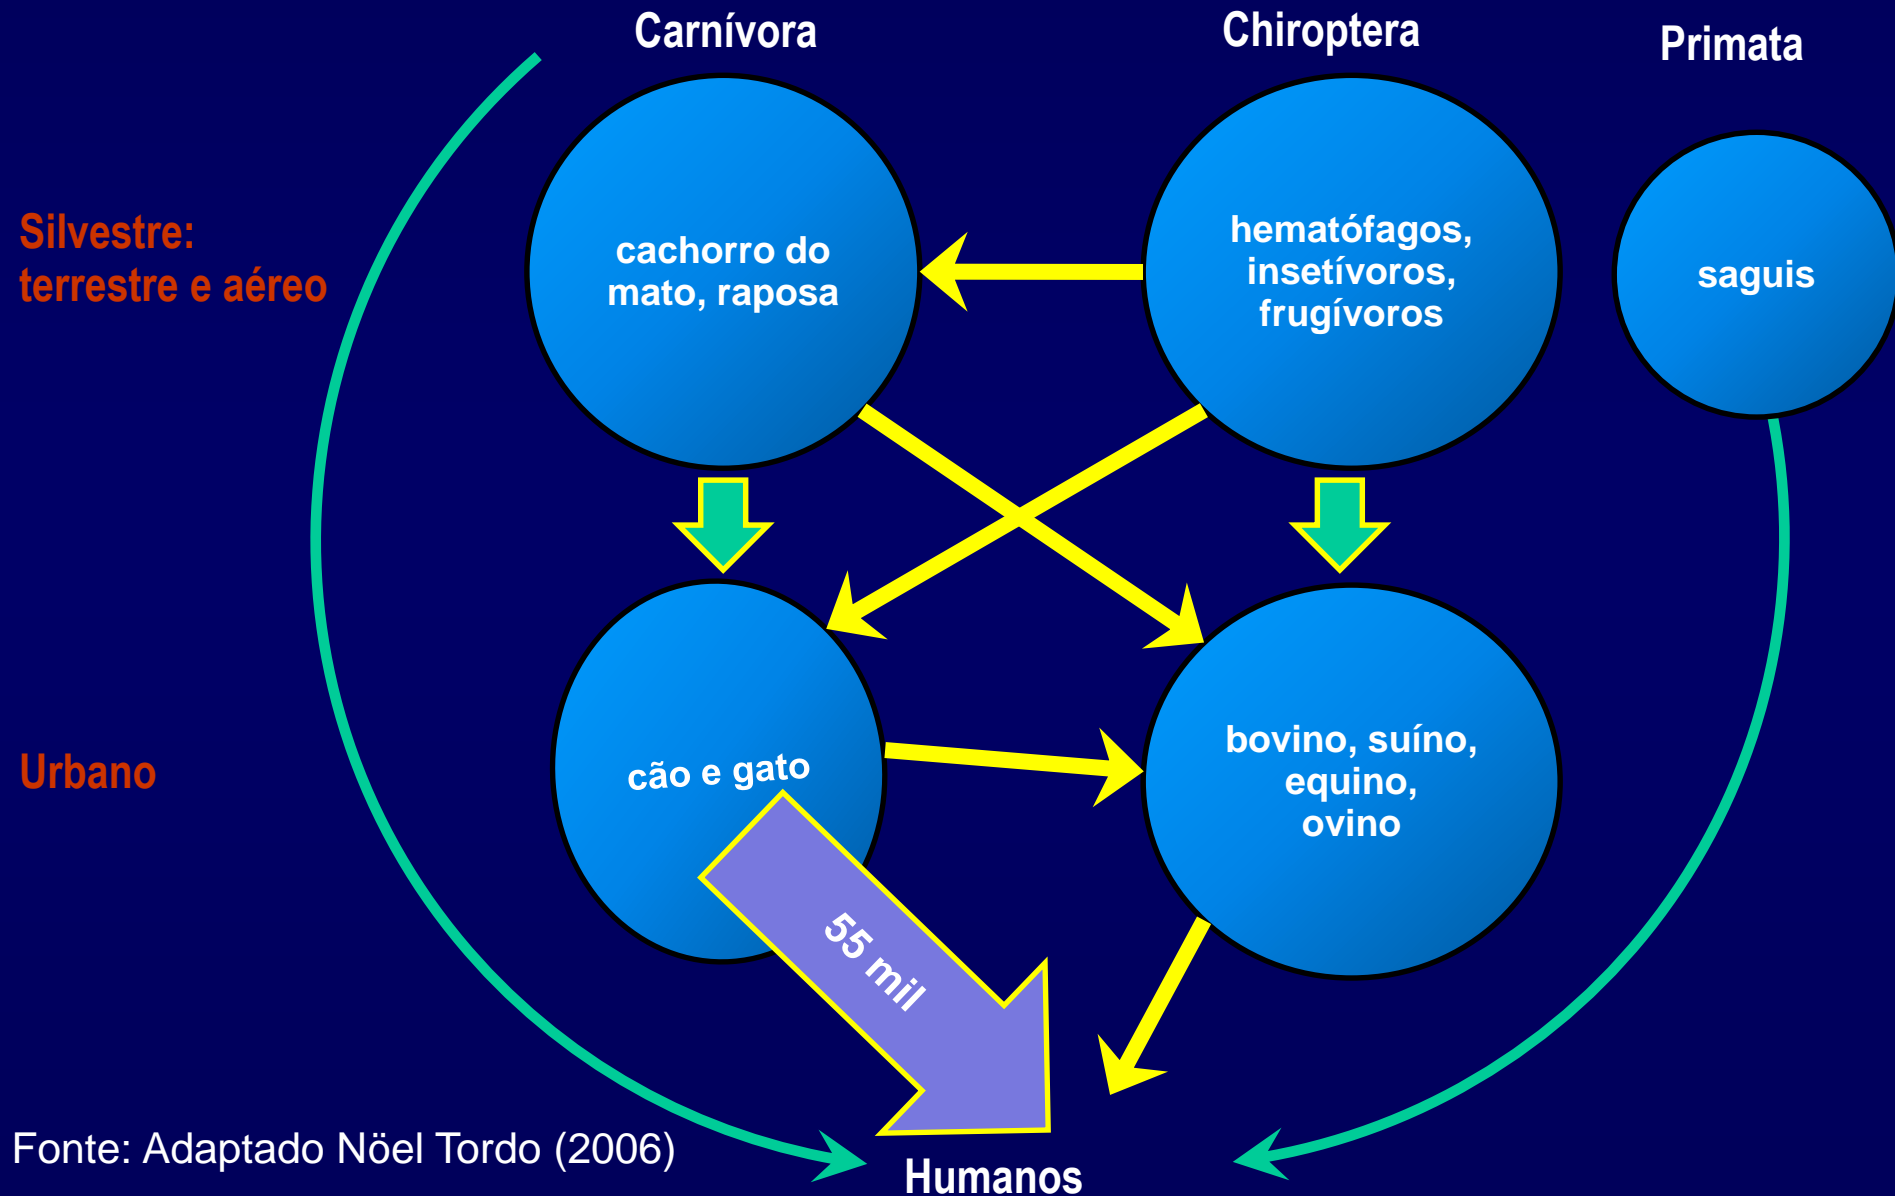 Carnívora
Chiroptera
Primata
Silvestre:
terrestre e aéreo
cachorro do
mato, raposa
hematófagos,
insetívoros,
frugívoros
saguis
Urbano
cão e gato
bovino, suíno,
equino,
ovino
55 mil
Fonte: Adaptado Nöel Tordo (2006)
Humanos